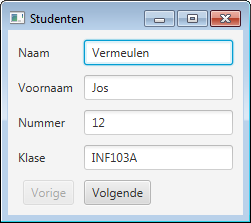 Studenten
Naam Vermeulen
Voornaam Jos
Nummer 12
Klase INF103A
Vorige Volgende